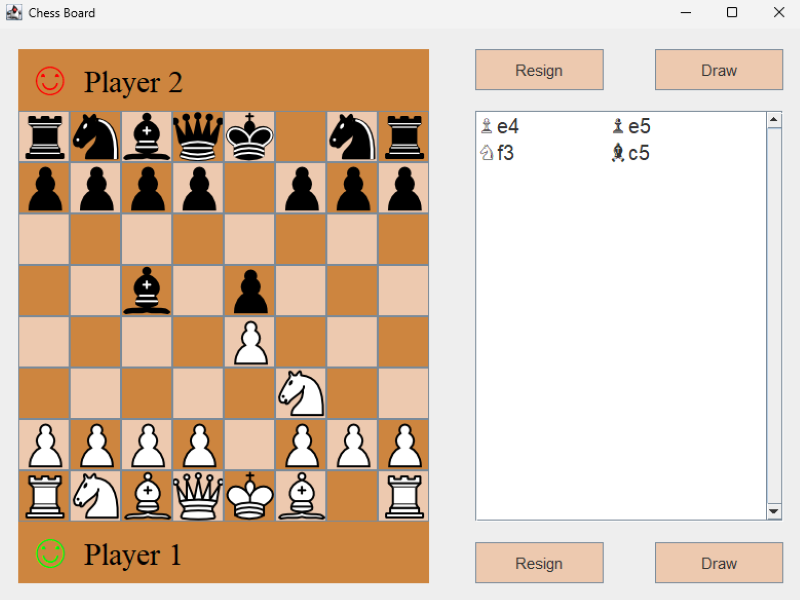 Chess Board
Player 2
Resign
Draw
♗e4 ♝e5
♘f3 ♝c5
Player 1
Resign
Draw